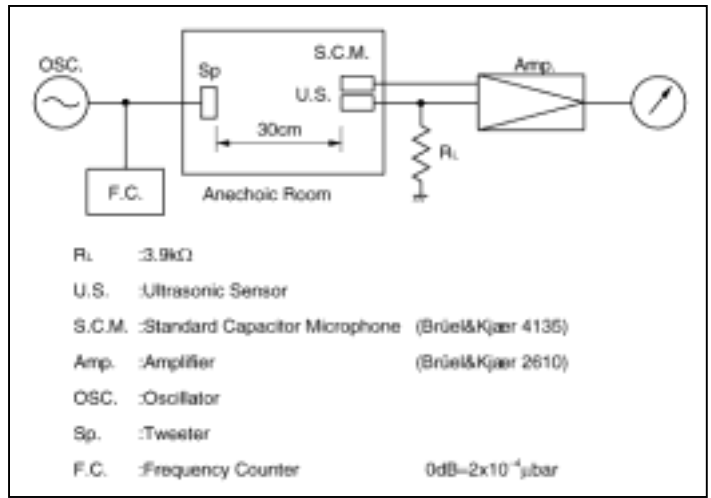 OSC.
Sp
S.C.M.
U.S.
Amp.
30cm
RL
F.C.
Anechoic Room
RL :3.9kΩ
U.S. :Ultrasonic Sensor
S.C.M. :Standard Capacitor Microphone (Brüel&Kjær 4135)
Amp. :Amplifier (Brüel&Kjær 2610)
OSC. :Oscillator
Sp. :Tweeter
F.C. :Frequency Counter 0dB=2x10⁻⁴μbar